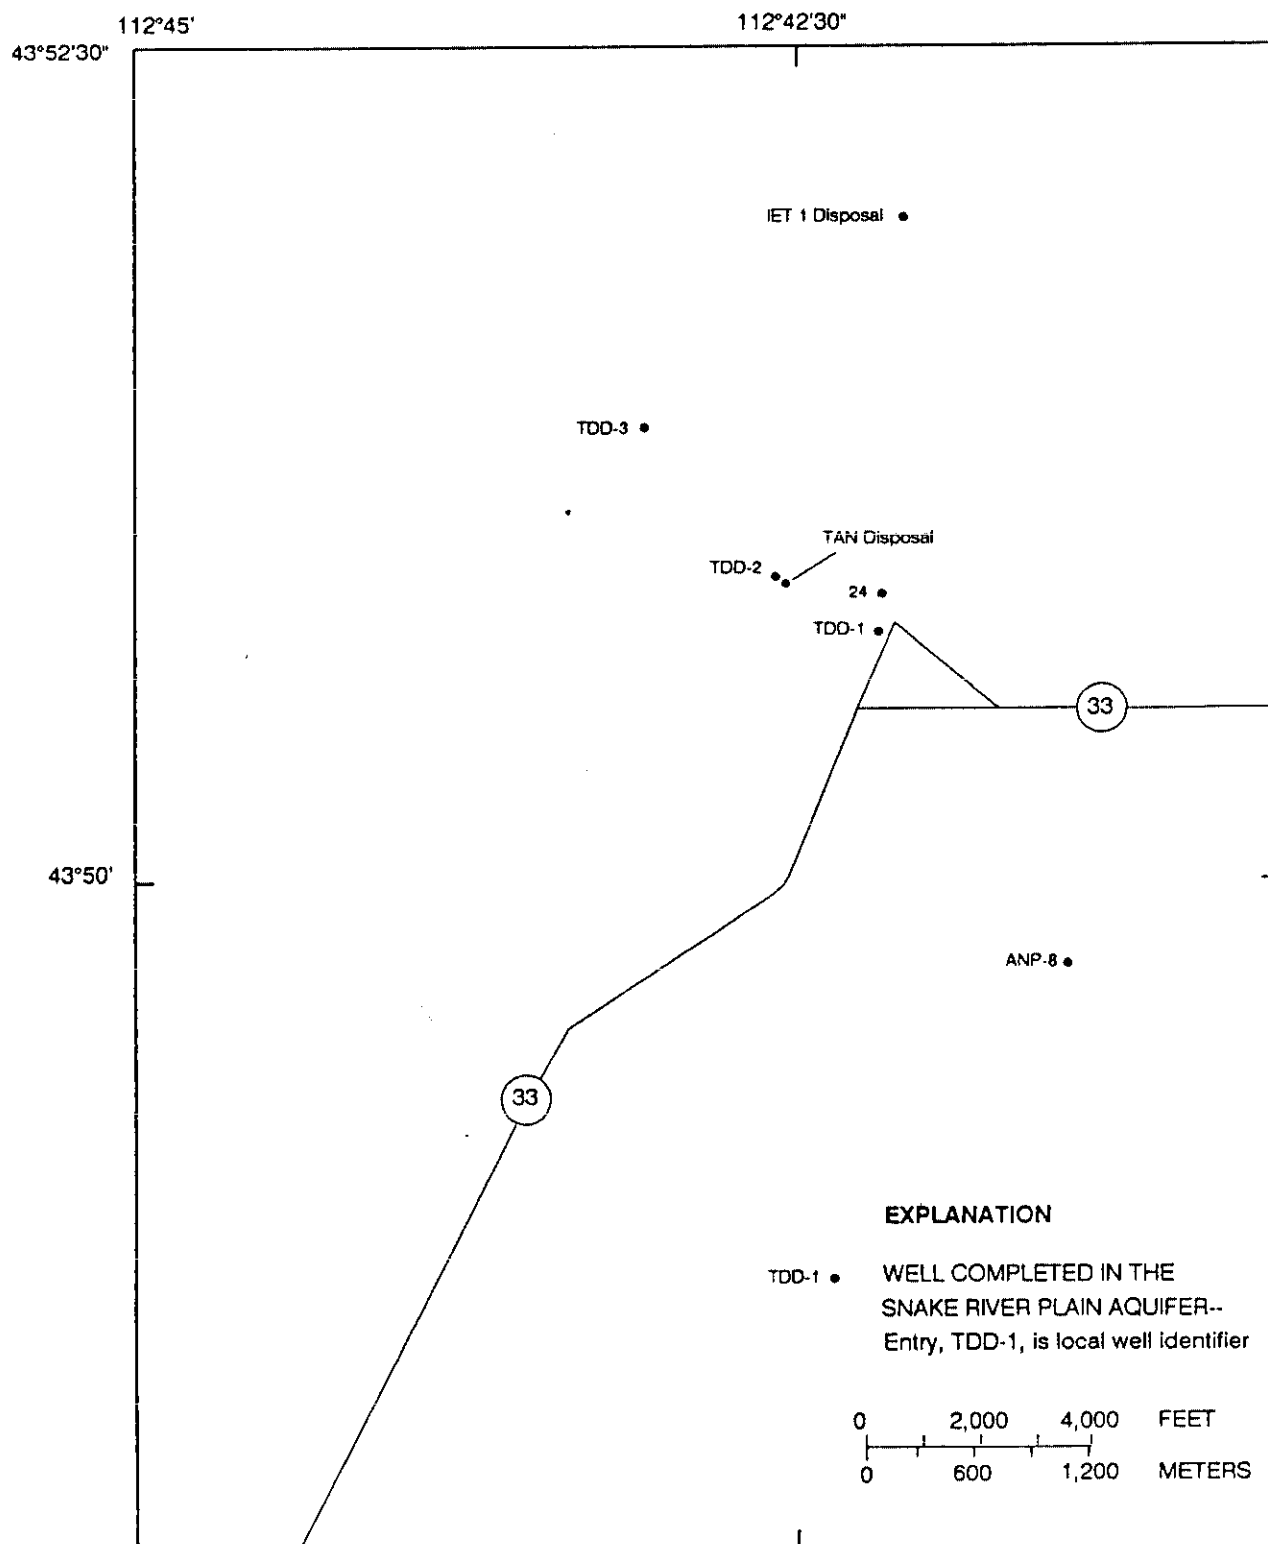 112°45'
112°42'30"
43°52'30"
IET 1 Disposal
TDD-3
TAN Disposal
TDD-2
24
TDD-1
33
43°50'
ANP-8
33
EXPLANATION
TDD-1
WELL COMPLETED IN THE
SNAKE RIVER PLAIN AQUIFER--
Entry, TDD-1, is local well identifier
0 2,000 4,000 FEET
0 600 1,200 METERS